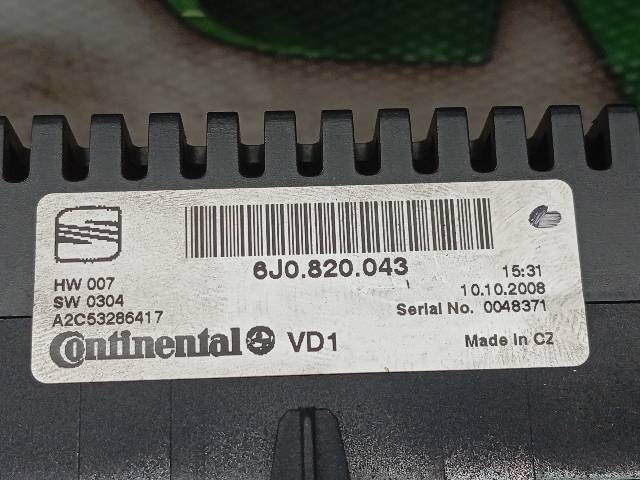 6J0.820.043
HW 007
SW 0304
A2C53286417
15:31
10.10.2008
Serial No. 0048371
Continental VD1
Made In CZ